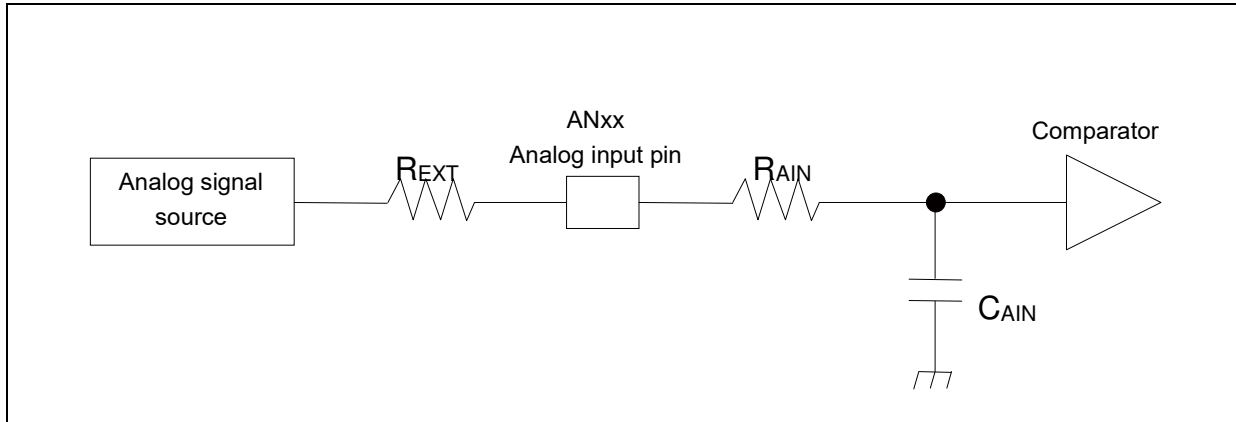 ANxx
Analog input pin
Comparator
Analog signal
source
REXT
RAIN
CAIN